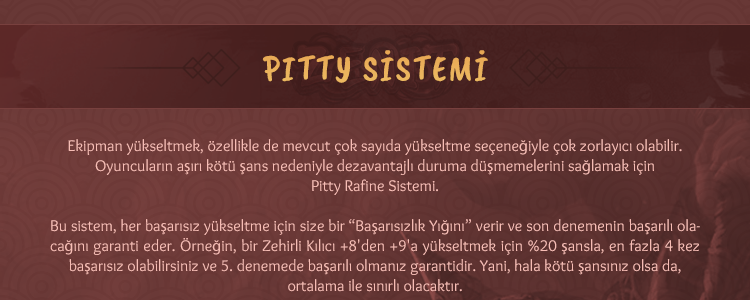 PITTY SİSTEMİ
Ekipman yükseltmek, özellikle de mevcut çok sayıda yükseltme seçeneğiyle çok zorlayıcı olabilir.
Oyuncuların aşırı kötü şans nedeniyle dezavantajlı duruma düşmemelerini sağlamak için
Pitty Rafine Sistemi.
Bu sistem, her başarısız yükseltme için size bir “Başarısızlık Yığını” verir ve son denemenin başarılı ola-
cağını garanti eder. Örneğin, bir Zehirli Kılıcı +8'den +9'a yükseltmek için %20 şansla, en fazla 4 kez
başarısız olabilirsiniz ve 5. denemede başarılı olmanız garantidir. Yani, hala kötü şansınız olsa da,
ortalama ile sınırlı olacaktır.